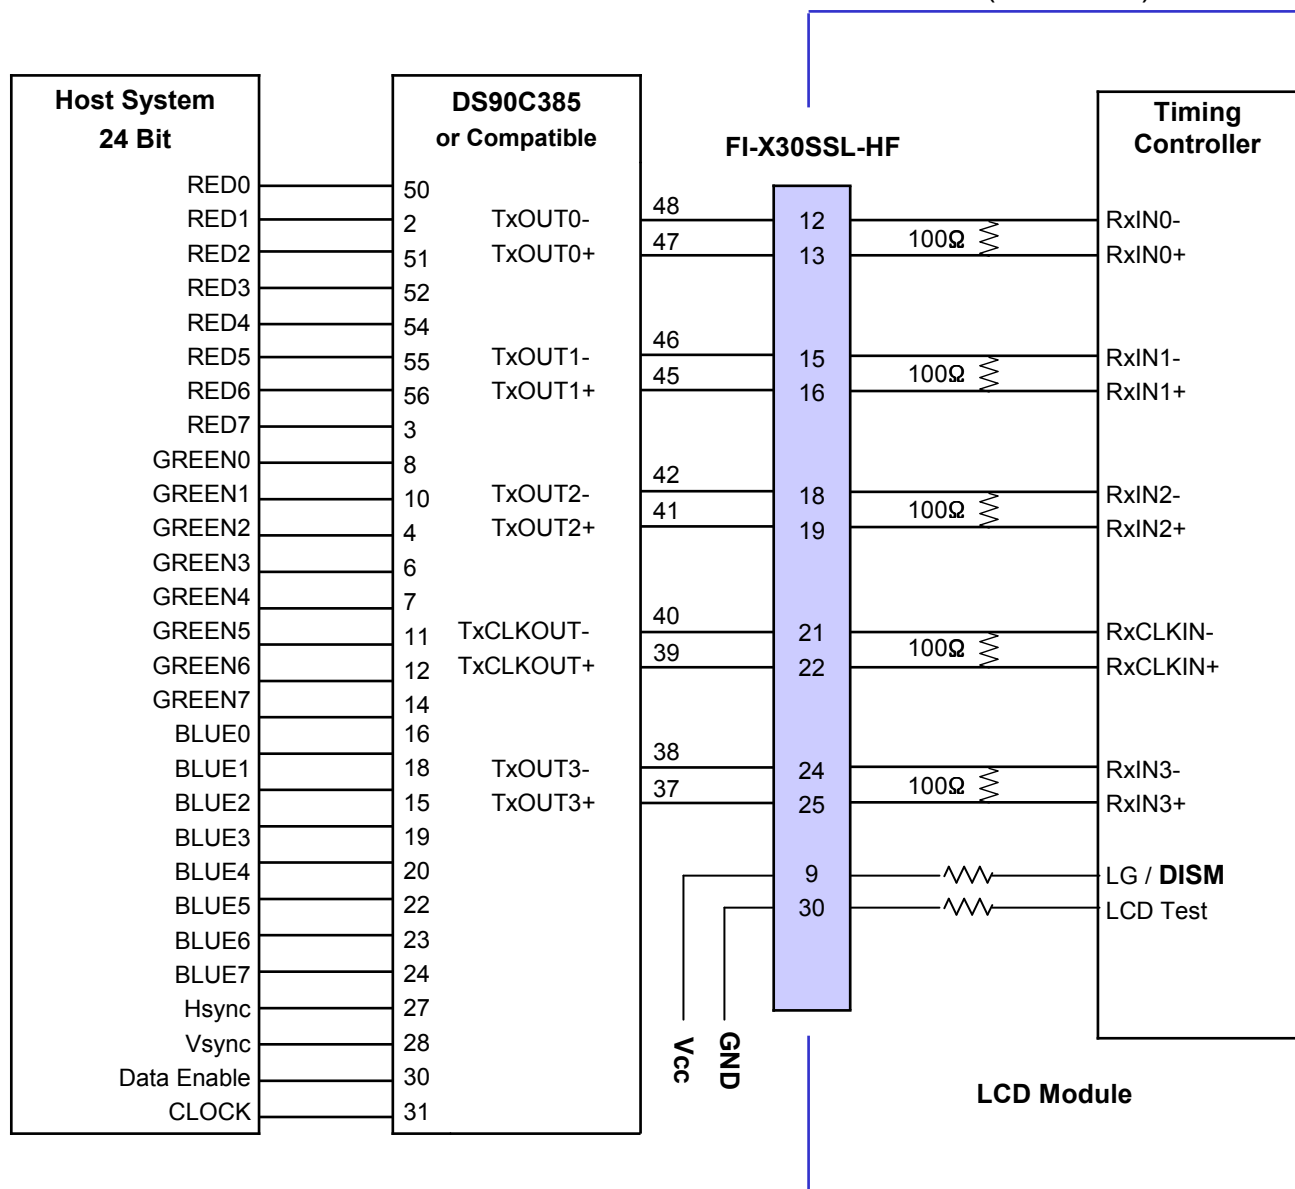 Host System
24 Bit
RED0
RED1
RED2
RED3
RED4
RED5
RED6
RED7
GREEN0
GREEN1
GREEN2
GREEN3
GREEN4
GREEN5
GREEN6
GREEN7
BLUE0
BLUE1
BLUE2
BLUE3
BLUE4
BLUE5
BLUE6
BLUE7
Hsync
Vsync
Data Enable
CLOCK
DS90C385
or Compatible
50
2
51
52
54
55
56
3
8
10
4
6
7
11
12
14
16
18
15
19
20
22
23
24
27
28
30
31
TxOUT0-
TxOUT0+
TxOUT1-
TxOUT1+
TxOUT2-
TxOUT2+
TxCLKOUT-
TxCLKOUT+
TxOUT3-
TxOUT3+
48
47
46
45
42
41
40
39
38
37
Vcc
GND
FI-X30SSL-HF
12
13
15
16
18
19
21
22
24
25
9
30
100Ω
100Ω
100Ω
100Ω
100Ω
Timing
Controller
RxIN0-
RxIN0+
RxIN1-
RxIN1+
RxIN2-
RxIN2+
RxCLKIN-
RxCLKIN+
RxIN3-
RxIN3+
LG / DISM
LCD Test
LCD Module